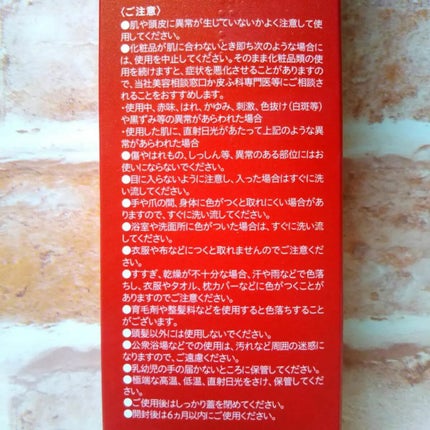 〈ご注意〉
●肌や頭皮に異常が生じていないかよく注意して使
用してください。
●化粧品が肌に合わないとき即ち次のような場合に
は、使用を中止してください。そのまま化粧品類の使
用を続けますと、症状を悪化させることがありますの
で、当社美容相談窓口か皮ふ科専門医等にご相談さ
れることをおすすめします。
-使用中、赤味、はれ、かゆみ、刺激、色抜け(白斑等)
や黒ずみ等の異常があらわれた場合
-使用した肌に、直射日光があたって上記のような異
常があらわれた場合
●傷やはれもの、しっしん等、異常のある部位にはお
使いにならないでください。
●目に入らないように注意し、入った場合はすぐに洗
い流してください。
●手や爪の間、身体に色がつくと取れにくい場合があ
りますので、すぐに洗い流してください。
●浴室や洗面所に色がついた場合は、すぐに洗い流
してください。
●衣服や布などにつくと取れませんのでご注意くだ
さい。
●すすぎ、乾燥が不十分な場合、汗や雨などで色落
ちし、衣服やタオル、枕カバーなどに色がつくことが
ありますのでご注意ください。
●育毛剤や整髪料などを使用すると色落ちすること
がございます。
●頭髪以外には使用しないでください。
●公衆浴場などでの使用は、汚れなど周囲の迷惑に
なりますので、ご遠慮ください。
●乳幼児の手の届かないところに保管してください。
●極端な高温、低温、直射日光をさけ、保管してくださ
い。
●ご使用後はしっかり蓋を閉めてください。
●開封後は6ヵ月以内にご使用ください。